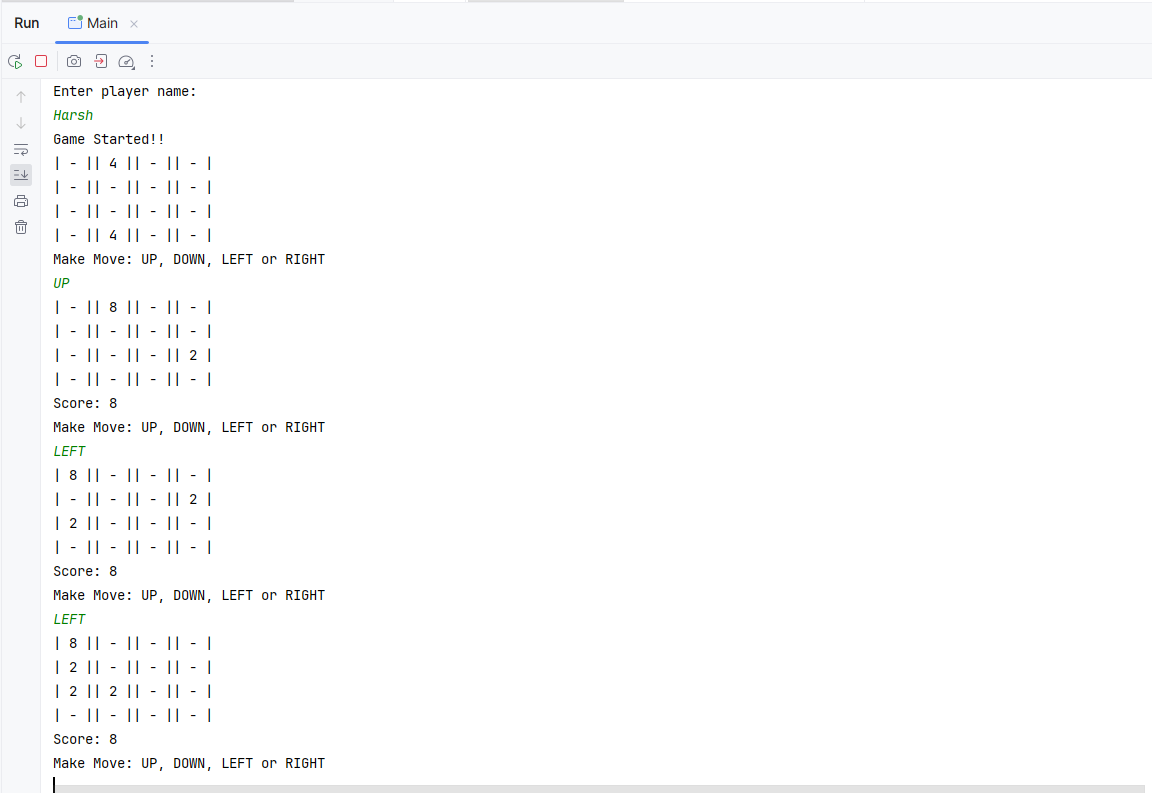 Run Main
Enter player name:
Harsh
Game Started!!
| - || 4 || - || - |
| - || - || - || - |
| - || - || - || - |
| - || 4 || - || - |
Make Move: UP, DOWN, LEFT or RIGHT
UP
| - || 8 || - || - |
| - || - || - || - |
| - || - || - || 2 |
| - || - || - || - |
Score: 8
Make Move: UP, DOWN, LEFT or RIGHT
LEFT
| 8 || - || - || - |
| - || - || - || 2 |
| 2 || - || - || - |
| - || - || - || - |
Score: 8
Make Move: UP, DOWN, LEFT or RIGHT
LEFT
| 8 || - || - || - |
| 2 || - || - || - |
| 2 || 2 || - || - |
| - || - || - || - |
Score: 8
Make Move: UP, DOWN, LEFT or RIGHT